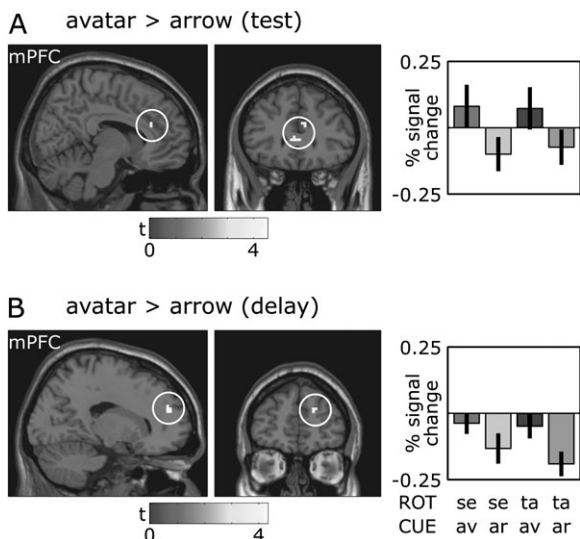 A avatar > arrow (test)
mPFC
t
0 4
0.25
% signal
change
-0.25
B avatar > arrow (delay)
mPFC
t
0 4
0.25
% signal
change
-0.25
ROT se se ta ta
CUE av ar av ar